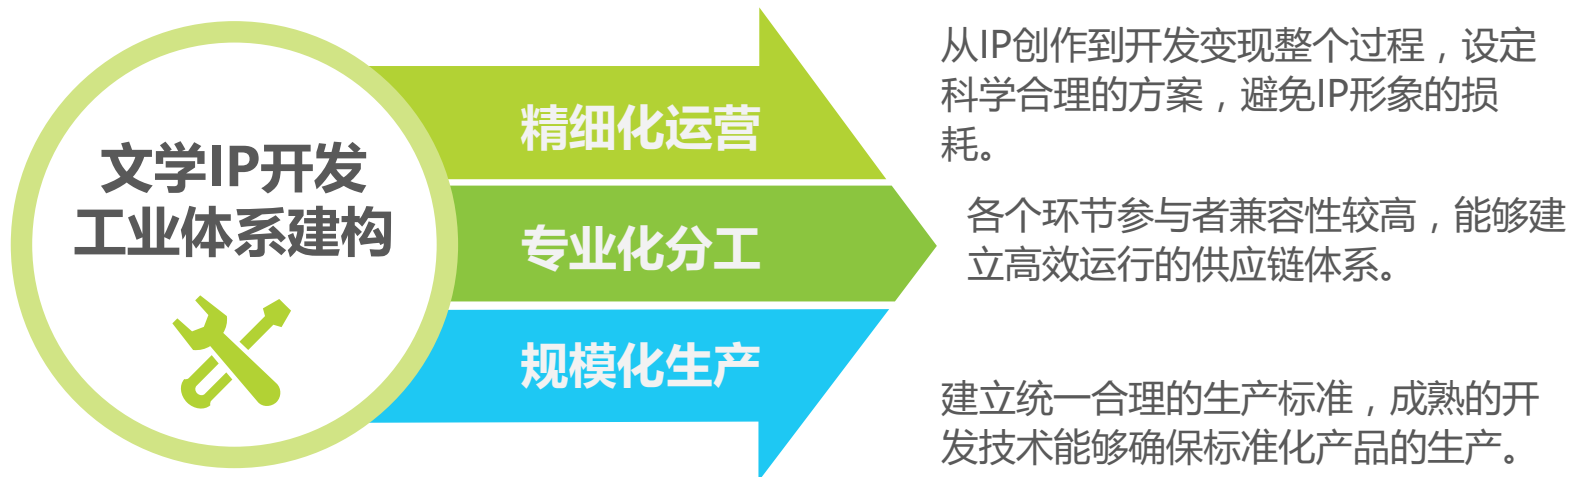 文学IP开发
工业体系建构
精细化运营
从IP创作到开发变现整个过程，设定
科学合理的方案，避免IP形象的损
耗。
专业化分工
各个环节参与者兼容性较高，能够建
立高效运行的供应链体系。
规模化生产
建立统一合理的生产标准，成熟的开
发技术能够确保标准化产品的生产。